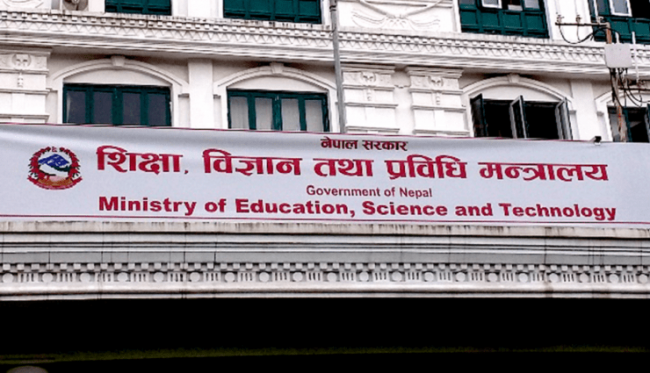 नेपाल सरकार
शिक्षा, विज्ञान तथा प्रविधि मन्त्रालय
Government of Nepal
Ministry of Education, Science and Technology